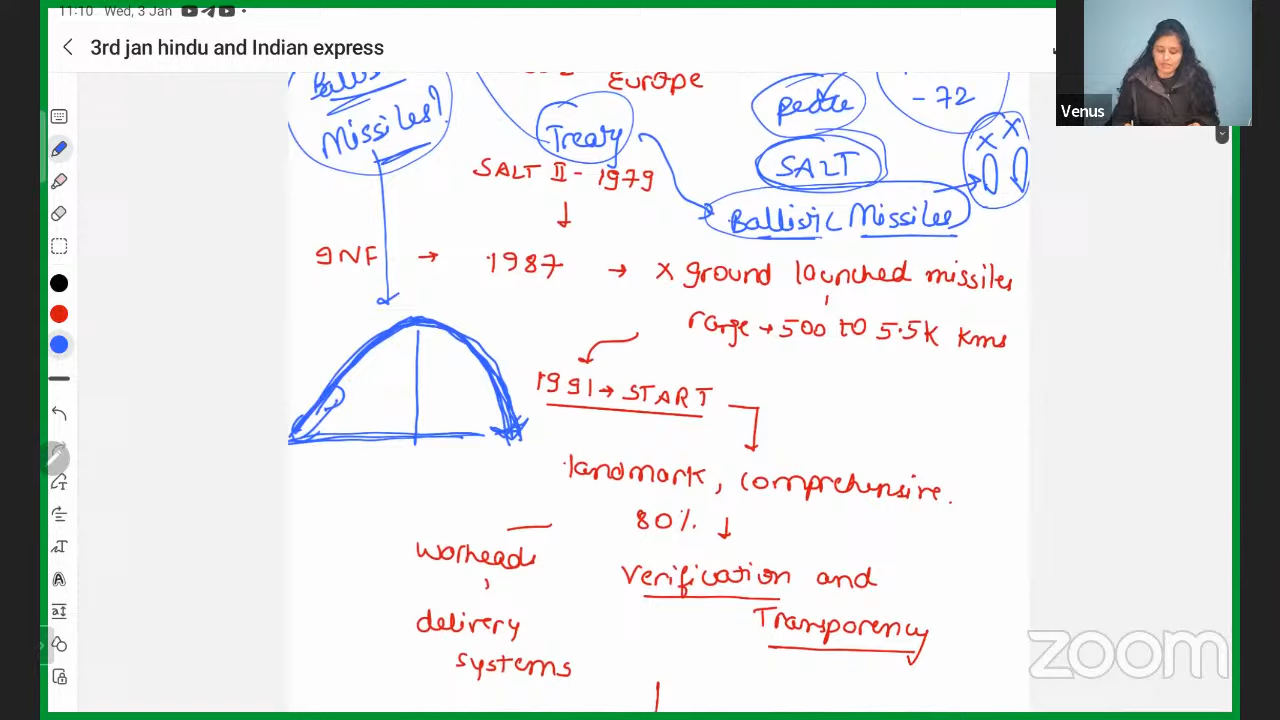 11:10 Wed, 3 Jan
3rd jan hindu and Indian express
Venus
Europe
Missiles?
Treaty
SALT
- 72
x x
SALT II - 1979
Ballistic Missiles
INF → 1987 → x ground launched missiles
range → 500 to 5.5K kms
1991 → START
landmark, comprehensive.
80% ↓
warheads,
verification and
Transparency
delivery
systems
zoom